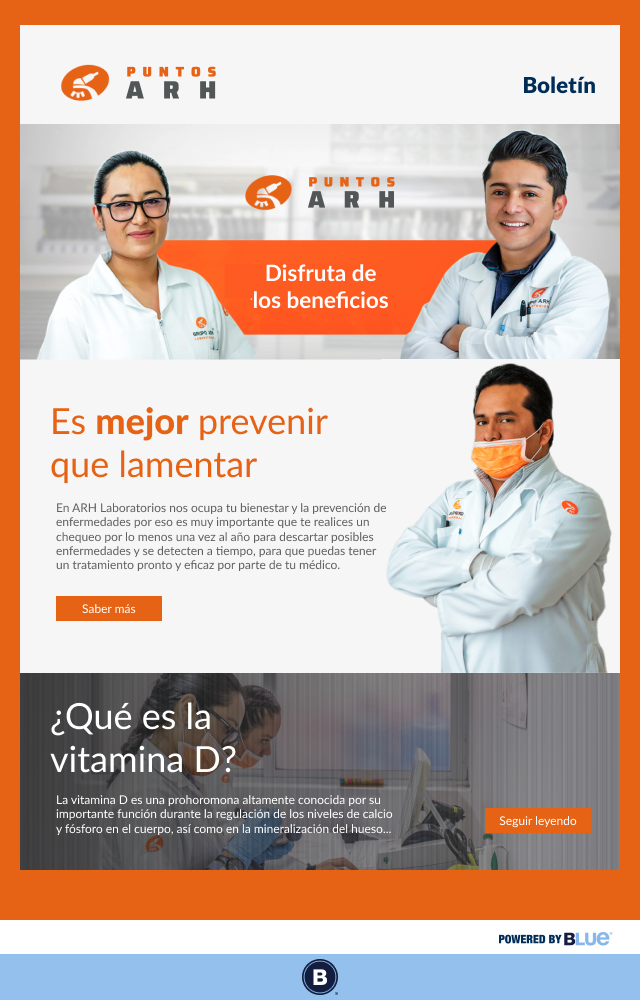 PUNTOS
ARH
Boletín
PUNTOS
ARH
Disfruta de
los beneficios
Es mejor prevenir
que lamentar
En ARH Laboratorios nos ocupa tu bienestar y la prevención de
enfermedades por eso es muy importante que te realices un
chequeo por lo menos una vez al año para descartar posibles
enfermedades y se detecten a tiempo, para que puedas tener
un tratamiento pronto y eficaz por parte de tu médico.
Saber más
¿Qué es la
vitamina D?
La vitamina D es una prohoromona altamente conocida por su
importante función durante la regulación de los niveles de calcio
y fósforo en el cuerpo, así como en la mineralización del hueso...
Seguir leyendo
POWERED BY BLUE
B